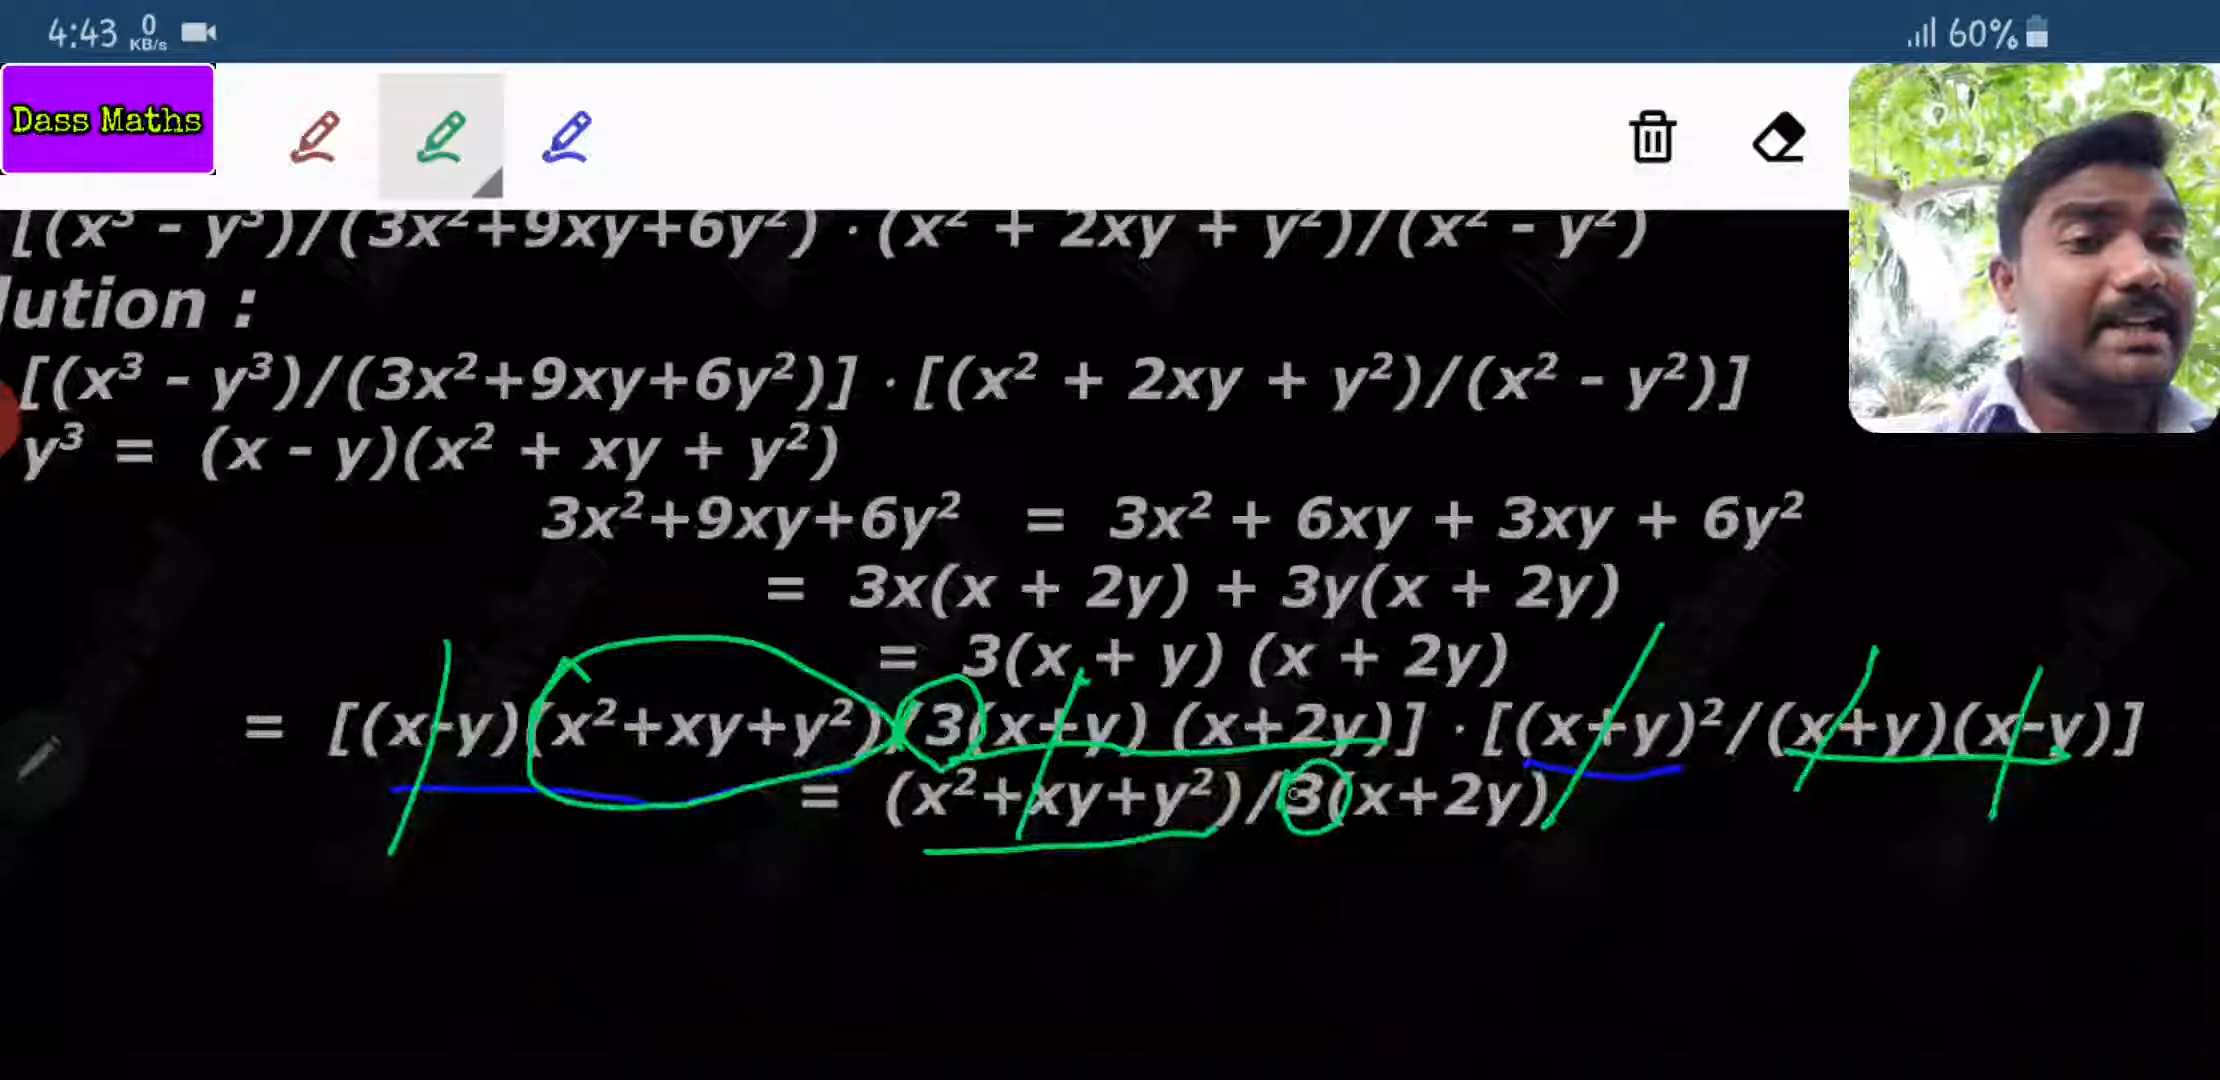 4:43 0 KB/s 60%
Dass Maths
[(x³ - y³)/(3x²+9xy+6y²) · (x² + 2xy + y²)/(x² - y²)
lution :
[(x³ - y³)/(3x²+9xy+6y²)] · [(x² + 2xy + y²)/(x² - y²)]
y³ = (x - y)(x² + xy + y²)
3x²+9xy+6y² = 3x² + 6xy + 3xy + 6y²
= 3x(x + 2y) + 3y(x + 2y)
= 3(x + y) (x + 2y)
= [(x-y)(x²+xy+y²)/3(x+y) (x+2y)] · [(x+y)²/(x+y)(x-y)]
= (x²+xy+y²)/3(x+2y)